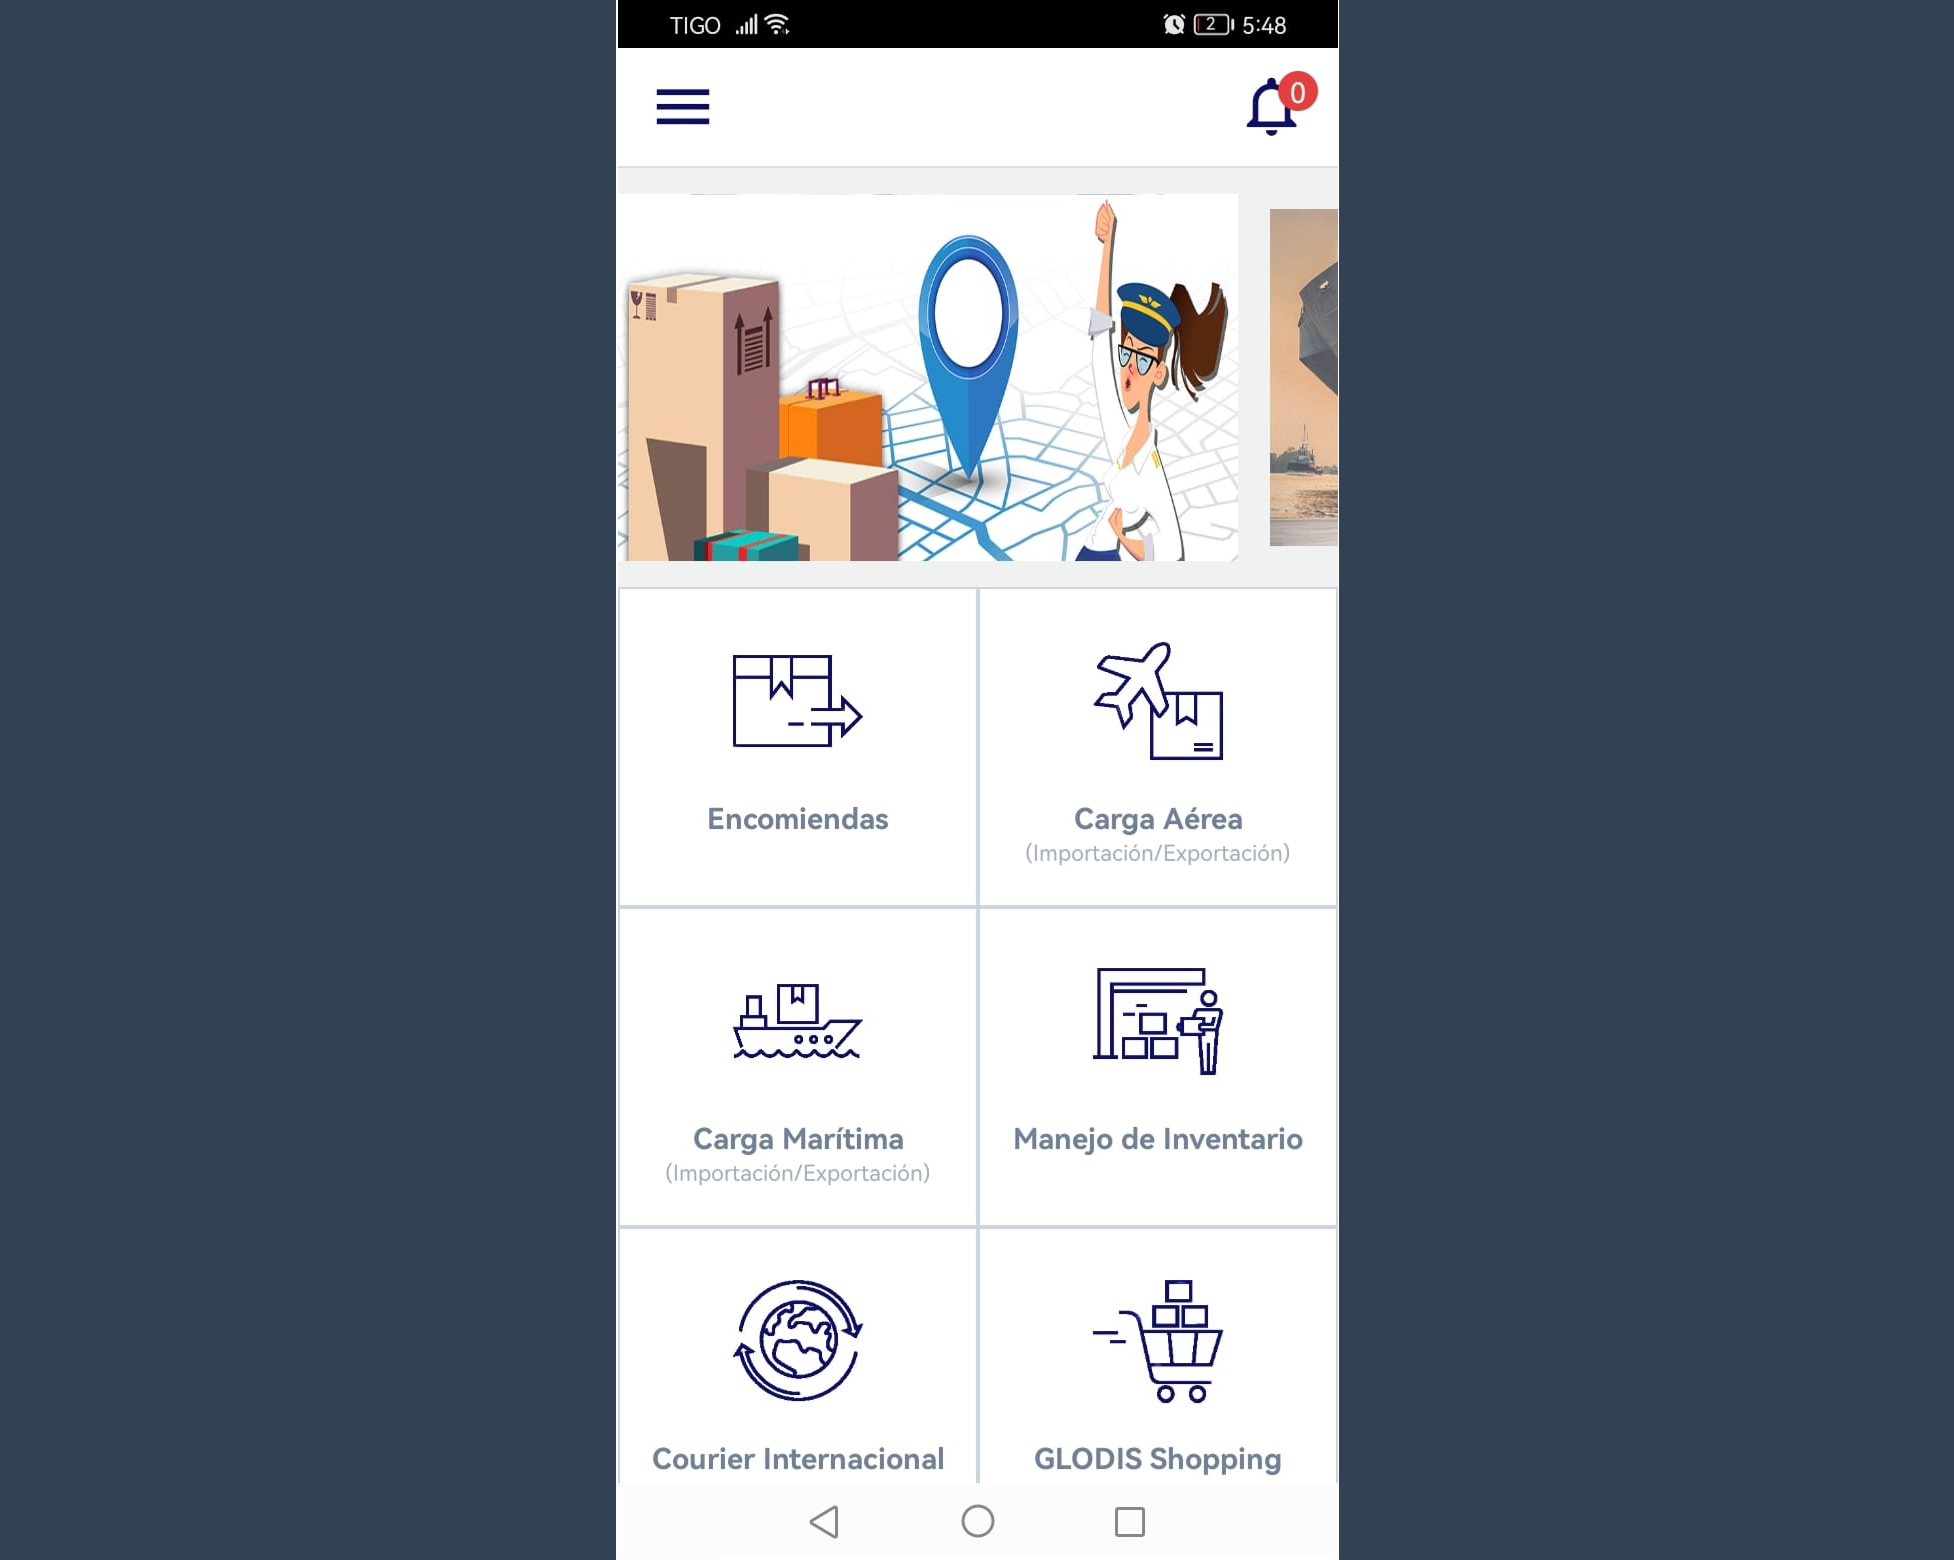 TIGO 2 5:48
0
Encomiendas
Carga Aérea
(Importación/Exportación)
Carga Marítima
(Importación/Exportación)
Manejo de Inventario
Courier Internacional
GLODIS Shopping